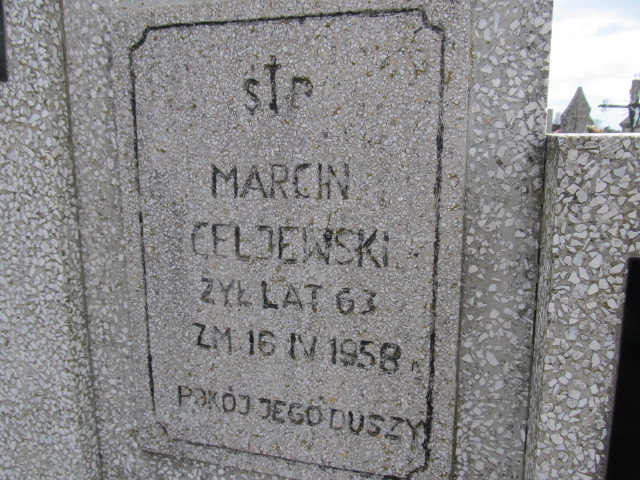 Ś†P
MARCIN
CELJEWSKI
ŻYŁ LAT 63
ZM. 16 IV 1958 R.
POKÓJ JEGO DUSZY